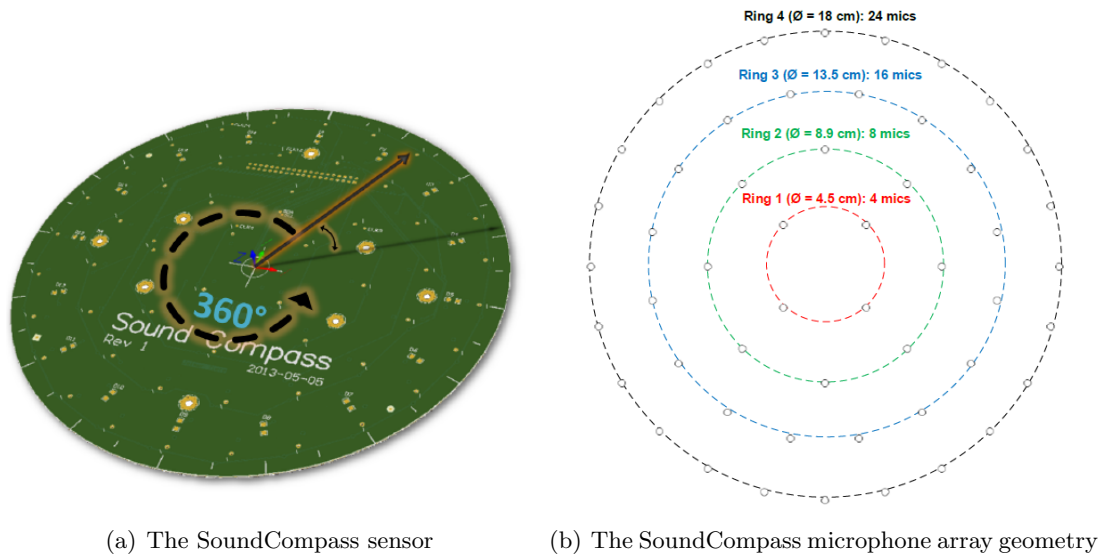 Ring 4 (Ø = 18 cm): 24 mics
Ring 3 (Ø = 13.5 cm): 16 mics
Ring 2 (Ø = 8.9 cm): 8 mics
Ring 1 (Ø = 4.5 cm): 4 mics
Z
360°
Sound Compass
Rev 1
2013-05-05
(a) The SoundCompass sensor
(b) The SoundCompass microphone array geometry